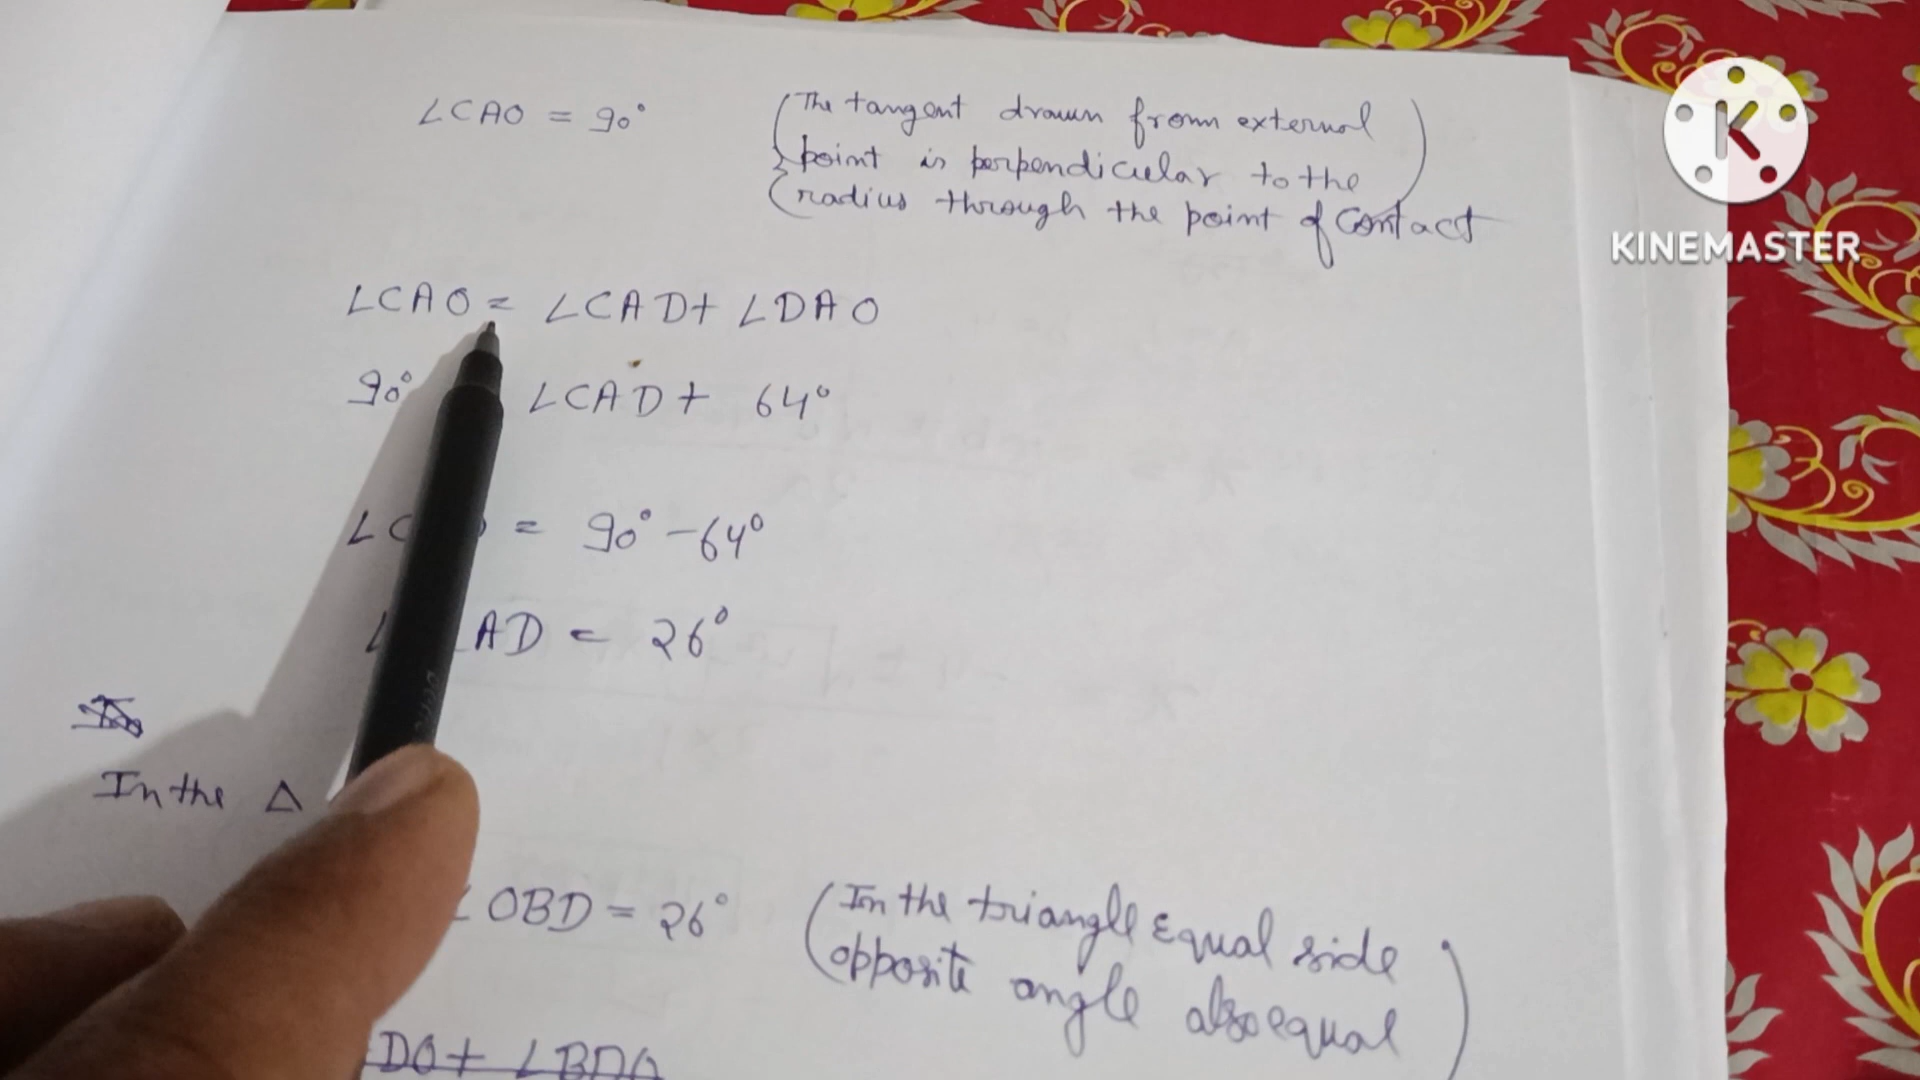 ∠CAO = 90°
(The tangent drawn from external
point is perpendicular to the
radius through the point of contact)
∠CAO = ∠CAD + ∠DAO
90° ∠CAD + 64°
∠C = 90° - 64°
AD = 26°
In the Δ
∠OBD = 26°
(In the triangle Equal side
opposite angle also equal)
DO + ∠BDO
K
KINEMASTER